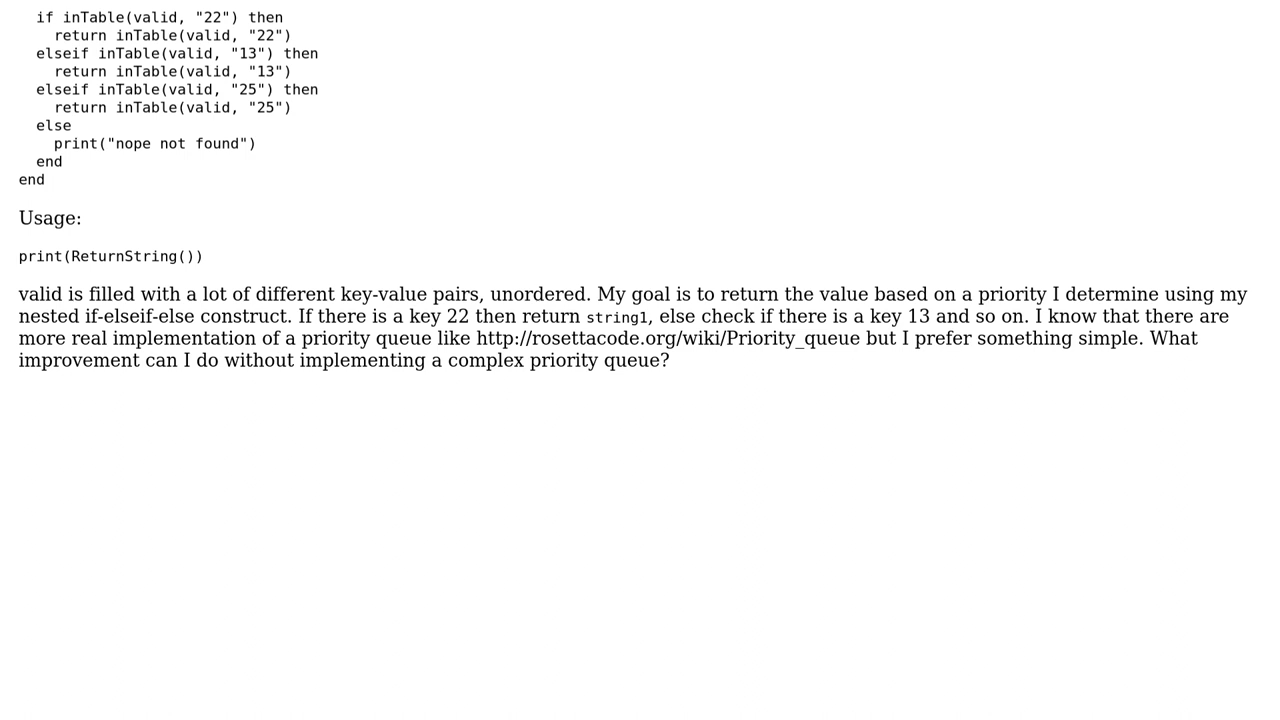 if inTable(valid, "22") then
return inTable(valid, "22")
elseif inTable(valid, "13") then
return inTable(valid, "13")
elseif inTable(valid, "25") then
return inTable(valid, "25")
else
print("nope not found")
end
end
Usage:
print(ReturnString())
valid is filled with a lot of different key-value pairs, unordered. My goal is to return the value based on a priority I determine using my
nested if-elseif-else construct. If there is a key 22 then return string1, else check if there is a key 13 and so on. I know that there are
more real implementation of a priority queue like http://rosettacode.org/wiki/Priority_queue but I prefer something simple. What
improvement can I do without implementing a complex priority queue?